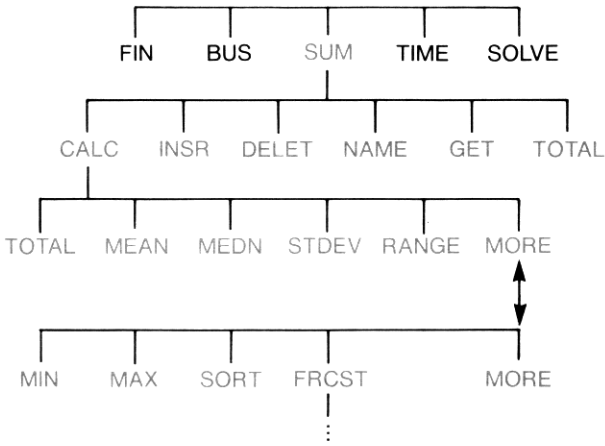 FIN BUS SUM TIME SOLVE
CALC INSR DELET NAME GET TOTAL
TOTAL MEAN MEDN STDEV RANGE MORE
MIN MAX SORT FRCST MORE